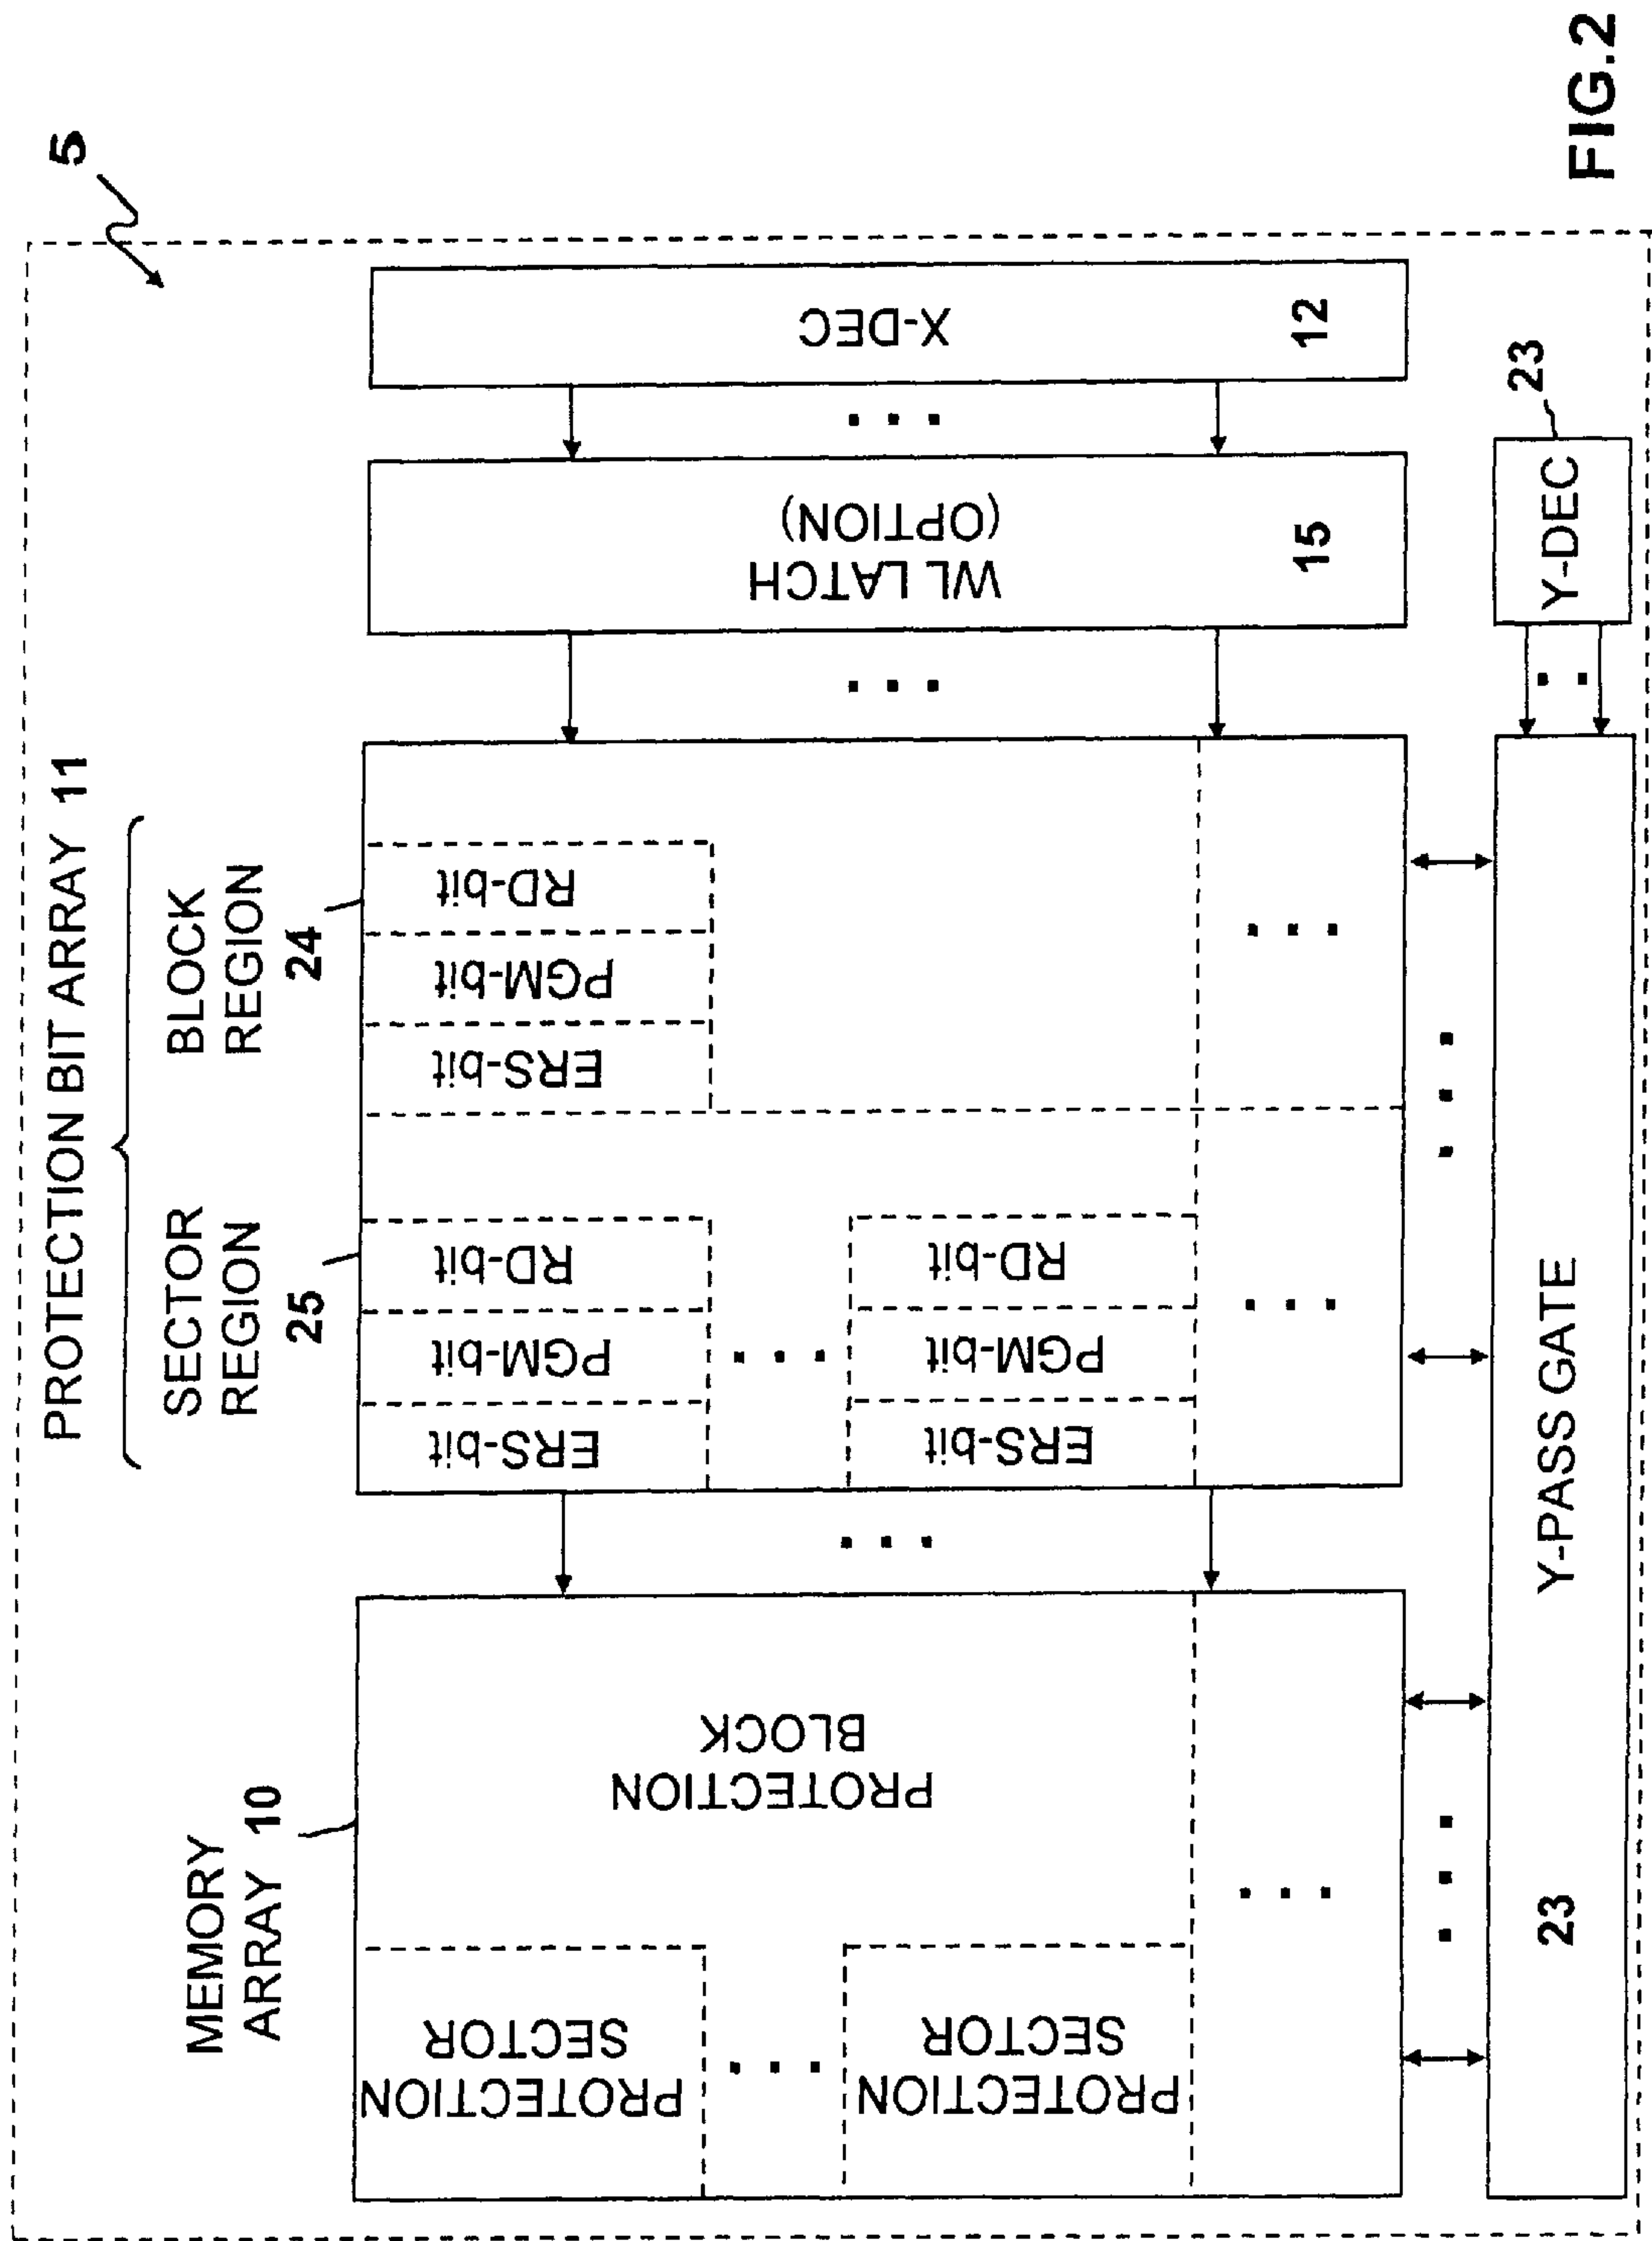 5
PROTECTION BIT ARRAY 11
MEMORY
ARRAY 10
SECTOR
REGION
25
BLOCK
REGION
24
PROTECTION
SECTOR
PROTECTION
SECTOR
PROTECTION
BLOCK
ERS-bit
PGM-bit
RD-bit
ERS-bit
PGM-bit
RD-bit
ERS-bit
PGM-bit
RD-bit
WL LATCH
(OPTION)
15
X-DEC
12
23
Y-PASS GATE
Y-DEC
23
FIG.2